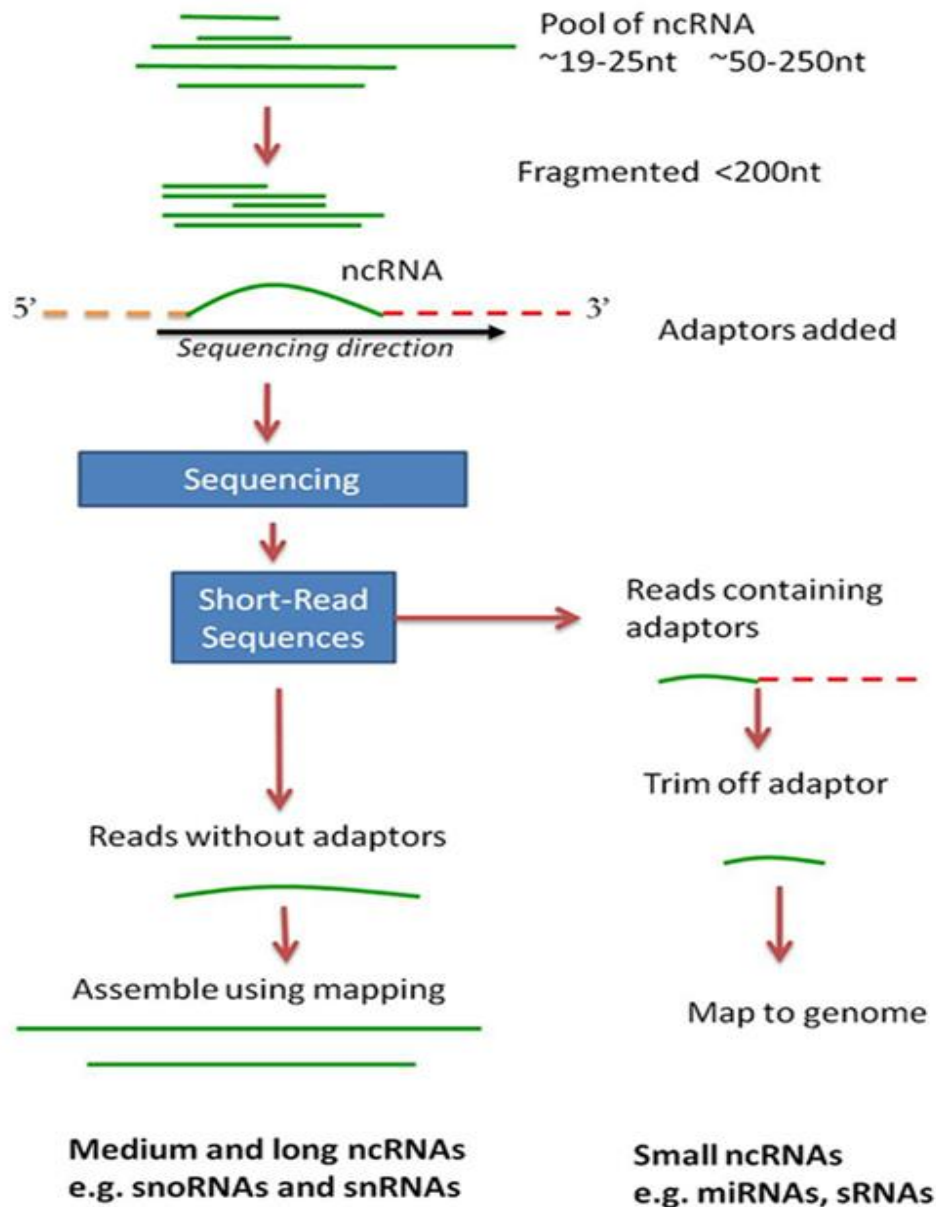 Pool of ncRNA
~19-25nt ~50-250nt
Fragmented <200nt
ncRNA
5’
3’
Sequencing direction
Adaptors added
Sequencing
Short-Read
Sequences
Reads containing
adaptors
Trim off adaptor
Reads without adaptors
Assemble using mapping
Map to genome
Medium and long ncRNAs
e.g. snoRNAs and snRNAs
Small ncRNAs
e.g. miRNAs, sRNAs